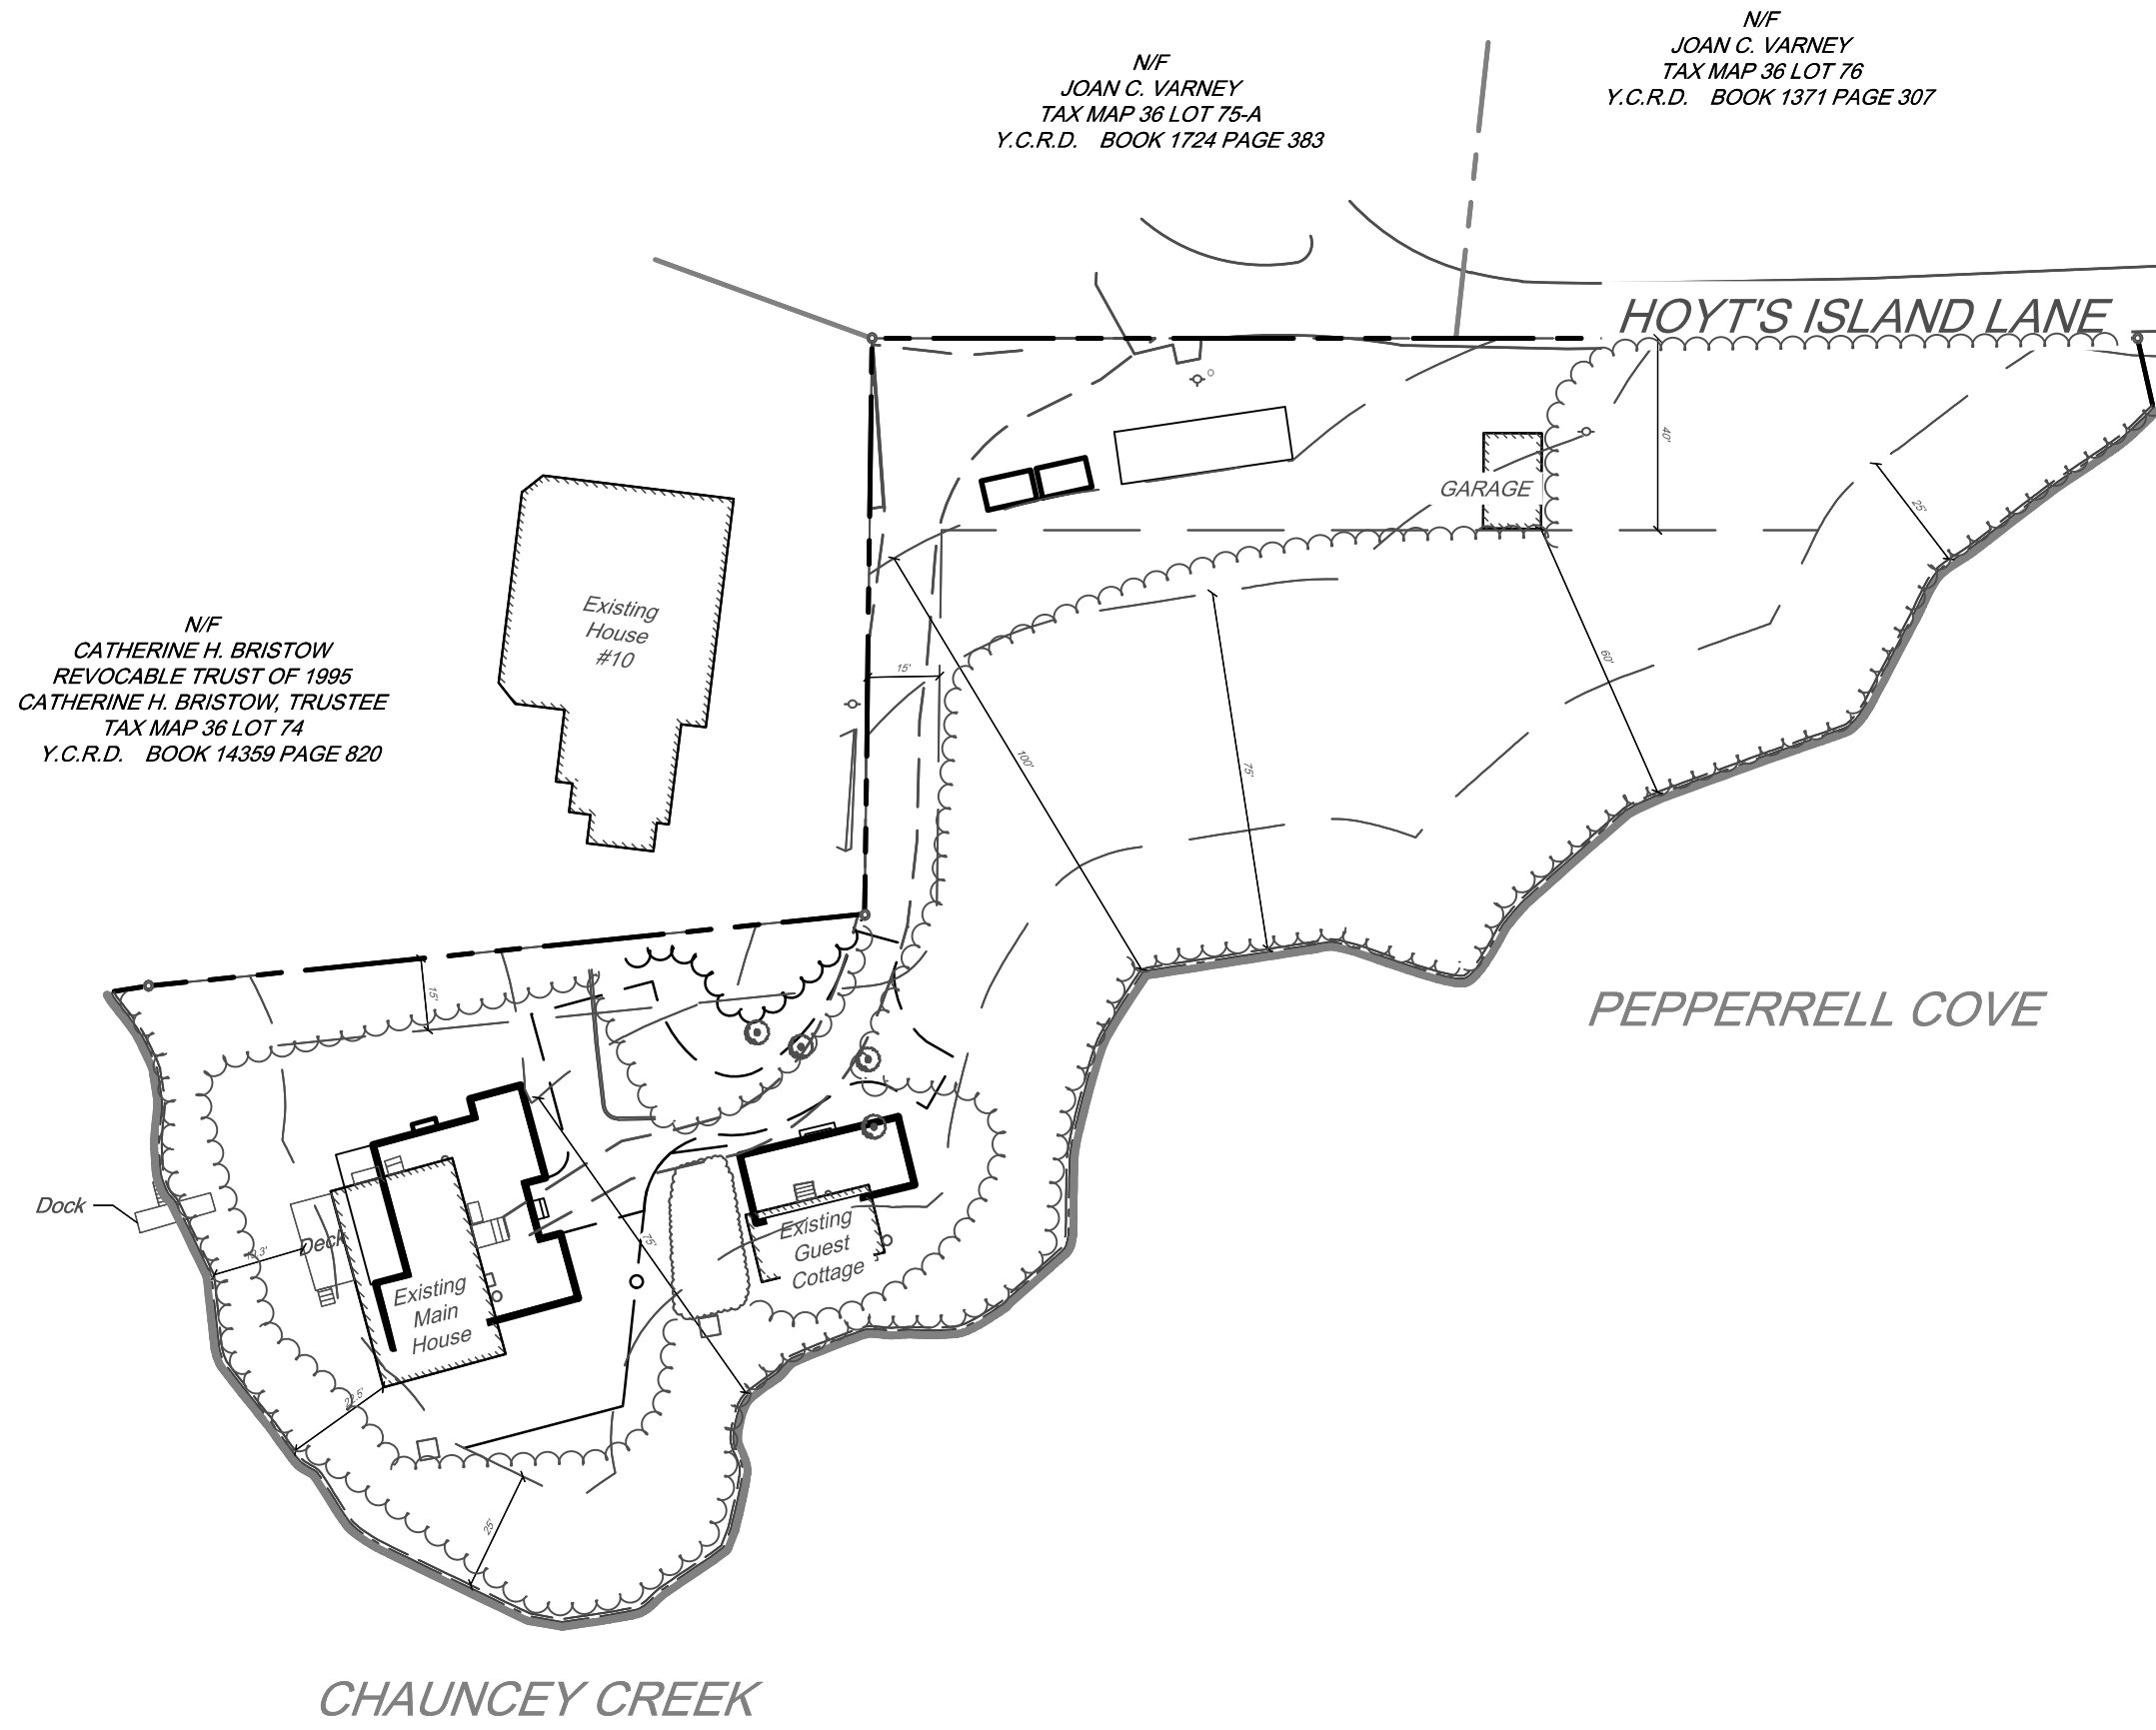 N/F
JOAN C. VARNEY
TAX MAP 36 LOT 76
Y.C.R.D. BOOK 1371 PAGE 307
N/F
JOAN C. VARNEY
TAX MAP 36 LOT 75-A
Y.C.R.D. BOOK 1724 PAGE 383
HOYT'S ISLAND LANE
40'
GARAGE
25'
Existing
House
#10
N/F
CATHERINE H. BRISTOW
REVOCABLE TRUST OF 1995
CATHERINE H. BRISTOW, TRUSTEE
TAX MAP 36 LOT 74
Y.C.R.D. BOOK 14359 PAGE 820
15'
60'
100'
75'
15'
PEPPERRELL COVE
Dock
Deck
75'
Existing
Guest
Cottage
Existing
Main
House
22.5'
25'
CHAUNCEY CREEK